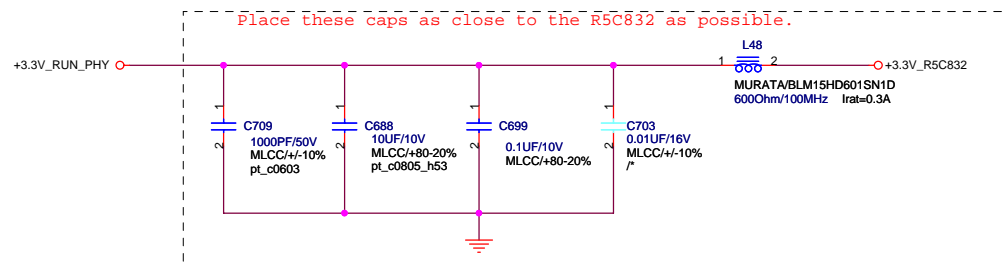 Place these caps as close to the R5C832 as possible.
L48
+3.3V_RUN_PHY
1
2
+3.3V_R5C832
MURATA/BLM15HD601SN1D
600Ohm/100MHz Irat=0.3A
1
1
1
1
C709
C688
C699
C703
2
1000PF/50V
2
10UF/10V
2
0.1UF/10V
2
0.01UF/16V
MLCC/+/-10%
MLCC/+80-20%
MLCC/+80-20%
MLCC/+/-10%
pt_c0603
pt_c0805_h53
/*